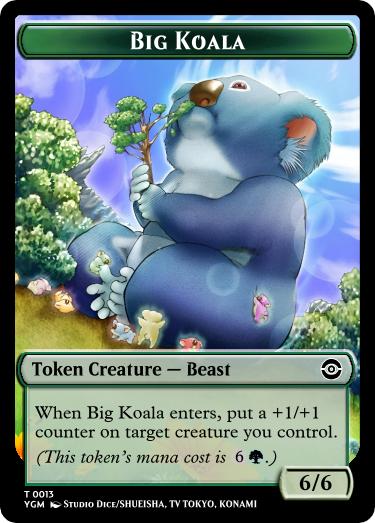 Big Koala
Token Creature — Beast
When Big Koala enters, put a +1/+1
counter on target creature you control.
(This token's mana cost is 6 .)
6/6
T 0013
YGM Studio Dice/SHUEISHA, TV TOKYO, KONAMI